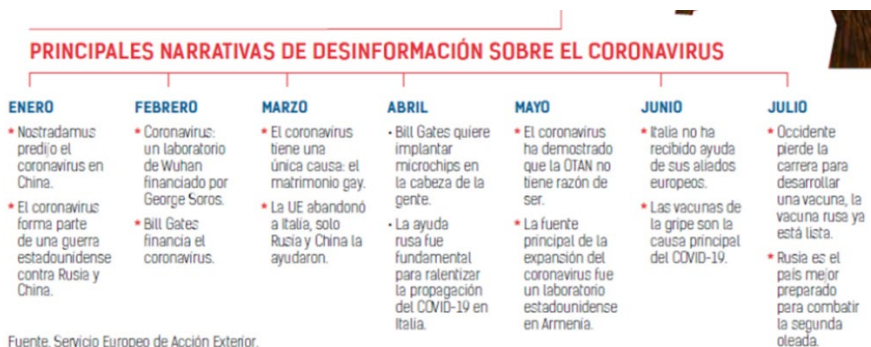 PRINCIPALES NARRATIVAS DE DESINFORMACIÓN SOBRE EL CORONAVIRUS
ENERO
* Nostradamus
predijo el
coronavirus en
China.
* El coronavirus
forma parte
de una guerra
estadounidense
contra Rusia y
China.
FEBRERO
* Coronavirus:
un laboratorio
de Wuhan
financiado por
George Soros.
* Bill Gates
financia el
coronavirus.
MARZO
* El coronavirus
tiene una
única causa: el
matrimonio gay.
* La UE abandonó
a Italia, solo
Rusia y China la
ayudaron.
ABRIL
• Bill Gates quiere
implantar
microchips en
la cabeza de la
gente.
• La ayuda
rusa fue
fundamental
para ralentizar
la propagación
del COVID-19 en
Italia.
MAYO
* El coronavirus
ha demostrado
que la OTAN no
tiene razón de
ser.
* La fuente
principal de la
expansión del
coronavirus fue
un laboratorio
estadounidense
en Armenia.
JUNIO
* Italia no ha
recibido ayuda
de sus aliados
europeos.
* Las vacunas de
la gripe son la
causa principal
del COVID-19.
JULIO
* Occidente
pierde la
carrera para
desarrollar
una vacuna, la
vacuna rusa ya
está lista.
* Rusia es el
país mejor
preparado
para combatir
la segunda
oleada.
Fuente. Servicio Europeo de Acción Exterior.